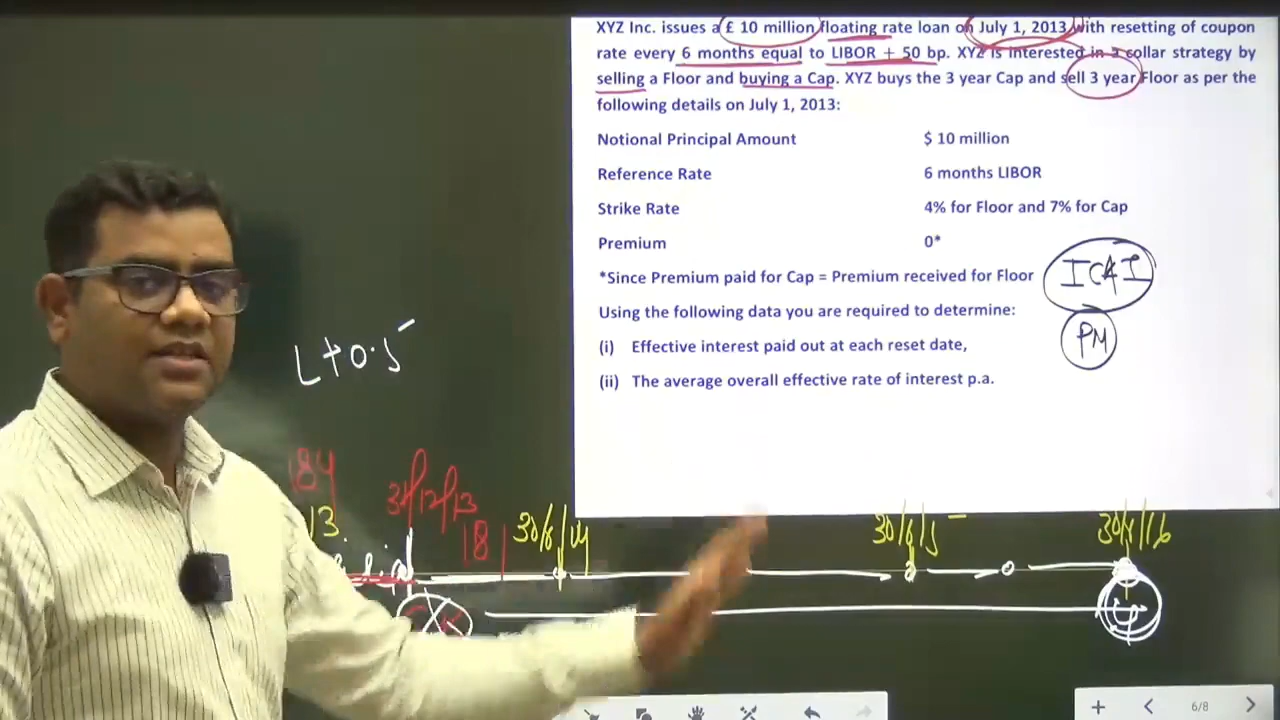 XYZ Inc. issues a £ 10 million floating rate loan on July 1, 2013 with resetting of coupon
rate every 6 months equal to LIBOR + 50 bp. XYZ is interested in a collar strategy by
selling a Floor and buying a Cap. XYZ buys the 3 year Cap and sell 3 year Floor as per the
following details on July 1, 2013:
Notional Principal Amount $ 10 million
Reference Rate 6 months LIBOR
Strike Rate 4% for Floor and 7% for Cap
Premium 0*
*Since Premium paid for Cap = Premium received for Floor
ICAI
Using the following data you are required to determine:
(i) Effective interest paid out at each reset date,
PM
(ii) The average overall effective rate of interest p.a.
L+0.5
184
31/12/13
13
181
30/6/14
30/6/15
30/6/16
6/8